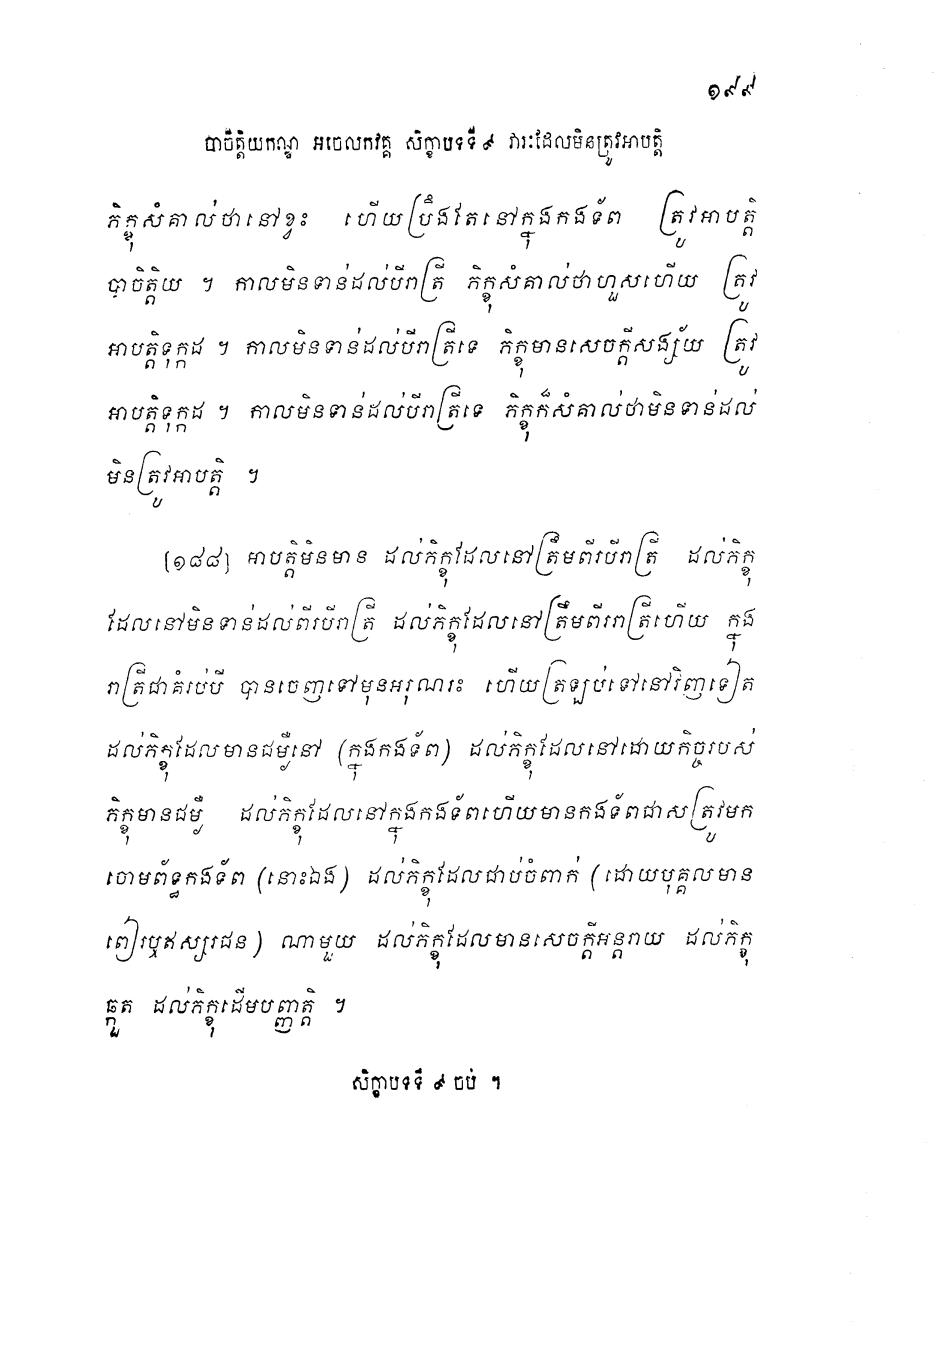 ១៩៩
បាចិត្តិយកណ្ឌ អចេលកវគ្គ សិក្ខាបទទី ៩ វារៈដែលមិនត្រូវអាបត្តិ
ភិក្ខុសំគាល់ថានៅខ្វះ ហើយប្រឹងតែនៅក្នុងកងទ័ព ត្រូវអាបត្តិ
បាចិត្តិយ ។ កាលមិនទាន់ដល់បីរាត្រី ភិក្ខុសំគាល់ថាហួសហើយ ត្រូវ
អាបត្តិទុក្កដ ។ កាលមិនទាន់ដល់បីរាត្រីទេ ភិក្ខុមានសេចក្តីសង្ស័យ ត្រូវ
អាបត្តិទុក្កដ ។ កាលមិនទាន់ដល់បីរាត្រីទេ ភិក្ខុក៏សំគាល់ថាមិនទាន់ដល់
មិនត្រូវអាបត្តិ ។
[១៨៨] អាបត្តិមិនមាន ដល់ភិក្ខុដែលនៅត្រឹមពីរបីរាត្រី ដល់ភិក្ខុ
ដែលនៅមិនទាន់ដល់ពីរបីរាត្រី ដល់ភិក្ខុដែលនៅត្រឹមពីររាត្រីហើយ ក្នុង
រាត្រីជាគំរប់បី បានចេញទៅមុនអរុណរះ ហើយត្រឡប់ទៅនៅវិញទៀត
ដល់ភិក្ខុដែលមានជម្ងឺនៅ (ក្នុងកងទ័ព) ដល់ភិក្ខុដែលនៅដោយកិច្ចរបស់
ភិក្ខុមានជម្ងឺ ដល់ភិក្ខុដែលនៅក្នុងកងទ័ពហើយមានកងទ័ពជាសត្រូវមក
ចោមព័ទ្ធកងទ័ព (នោះឯង) ដល់ភិក្ខុដែលជាប់ចំពាក់ (ដោយបុគ្គលមាន
ពៀរឬឥស្សរជន) ណាមួយ ដល់ភិក្ខុដែលមានសេចក្តីអន្តរាយ ដល់ភិក្ខុ
ឆ្កួត ដល់ភិក្ខុដើមបញ្ញត្តិ ។
សិក្ខាបទទី ៩ ចប់ ។